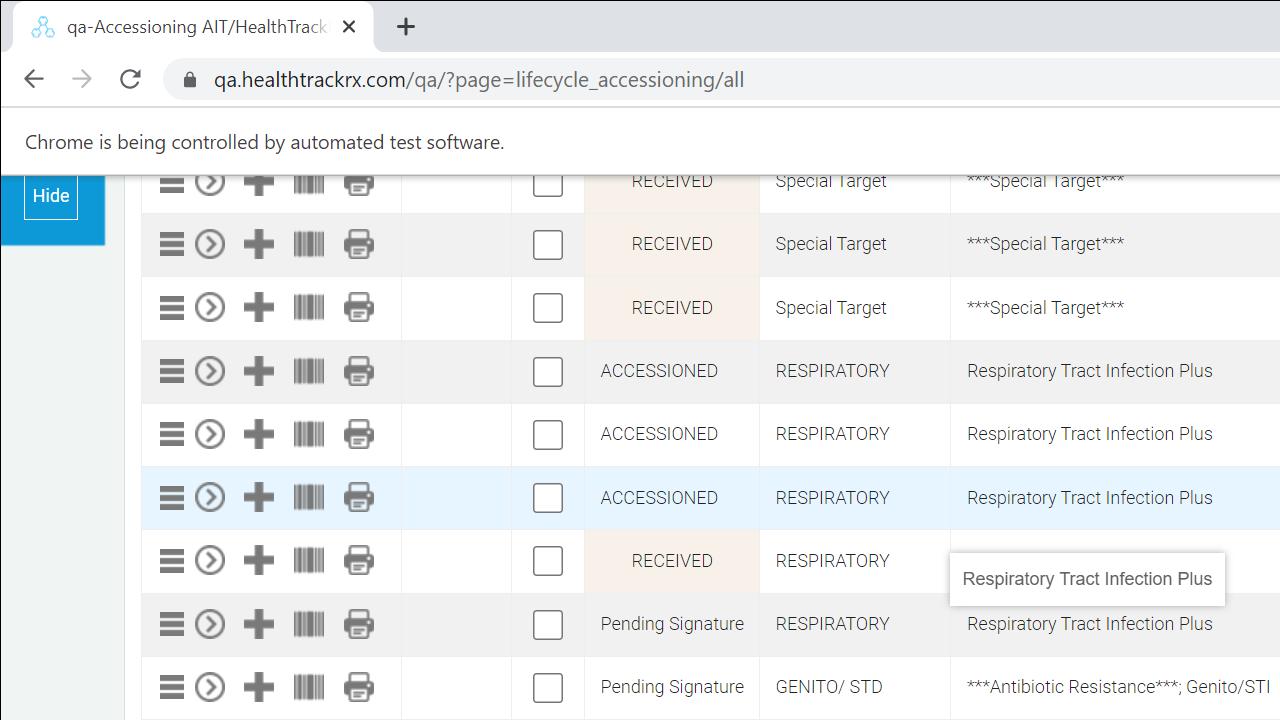 qa-Accessioning AIT/HealthTrack
qa.healthtrackrx.com/qa/?page=lifecycle_accessioning/all
Chrome is being controlled by automated test software.
Hide
RECEIVED Special Target ***Special Target***
RECEIVED Special Target ***Special Target***
RECEIVED Special Target ***Special Target***
ACCESSIONED RESPIRATORY Respiratory Tract Infection Plus
ACCESSIONED RESPIRATORY Respiratory Tract Infection Plus
ACCESSIONED RESPIRATORY Respiratory Tract Infection Plus
RECEIVED RESPIRATORY
Respiratory Tract Infection Plus
Pending Signature RESPIRATORY Respiratory Tract Infection Plus
Pending Signature GENITO/ STD ***Antibiotic Resistance***; Genito/STI